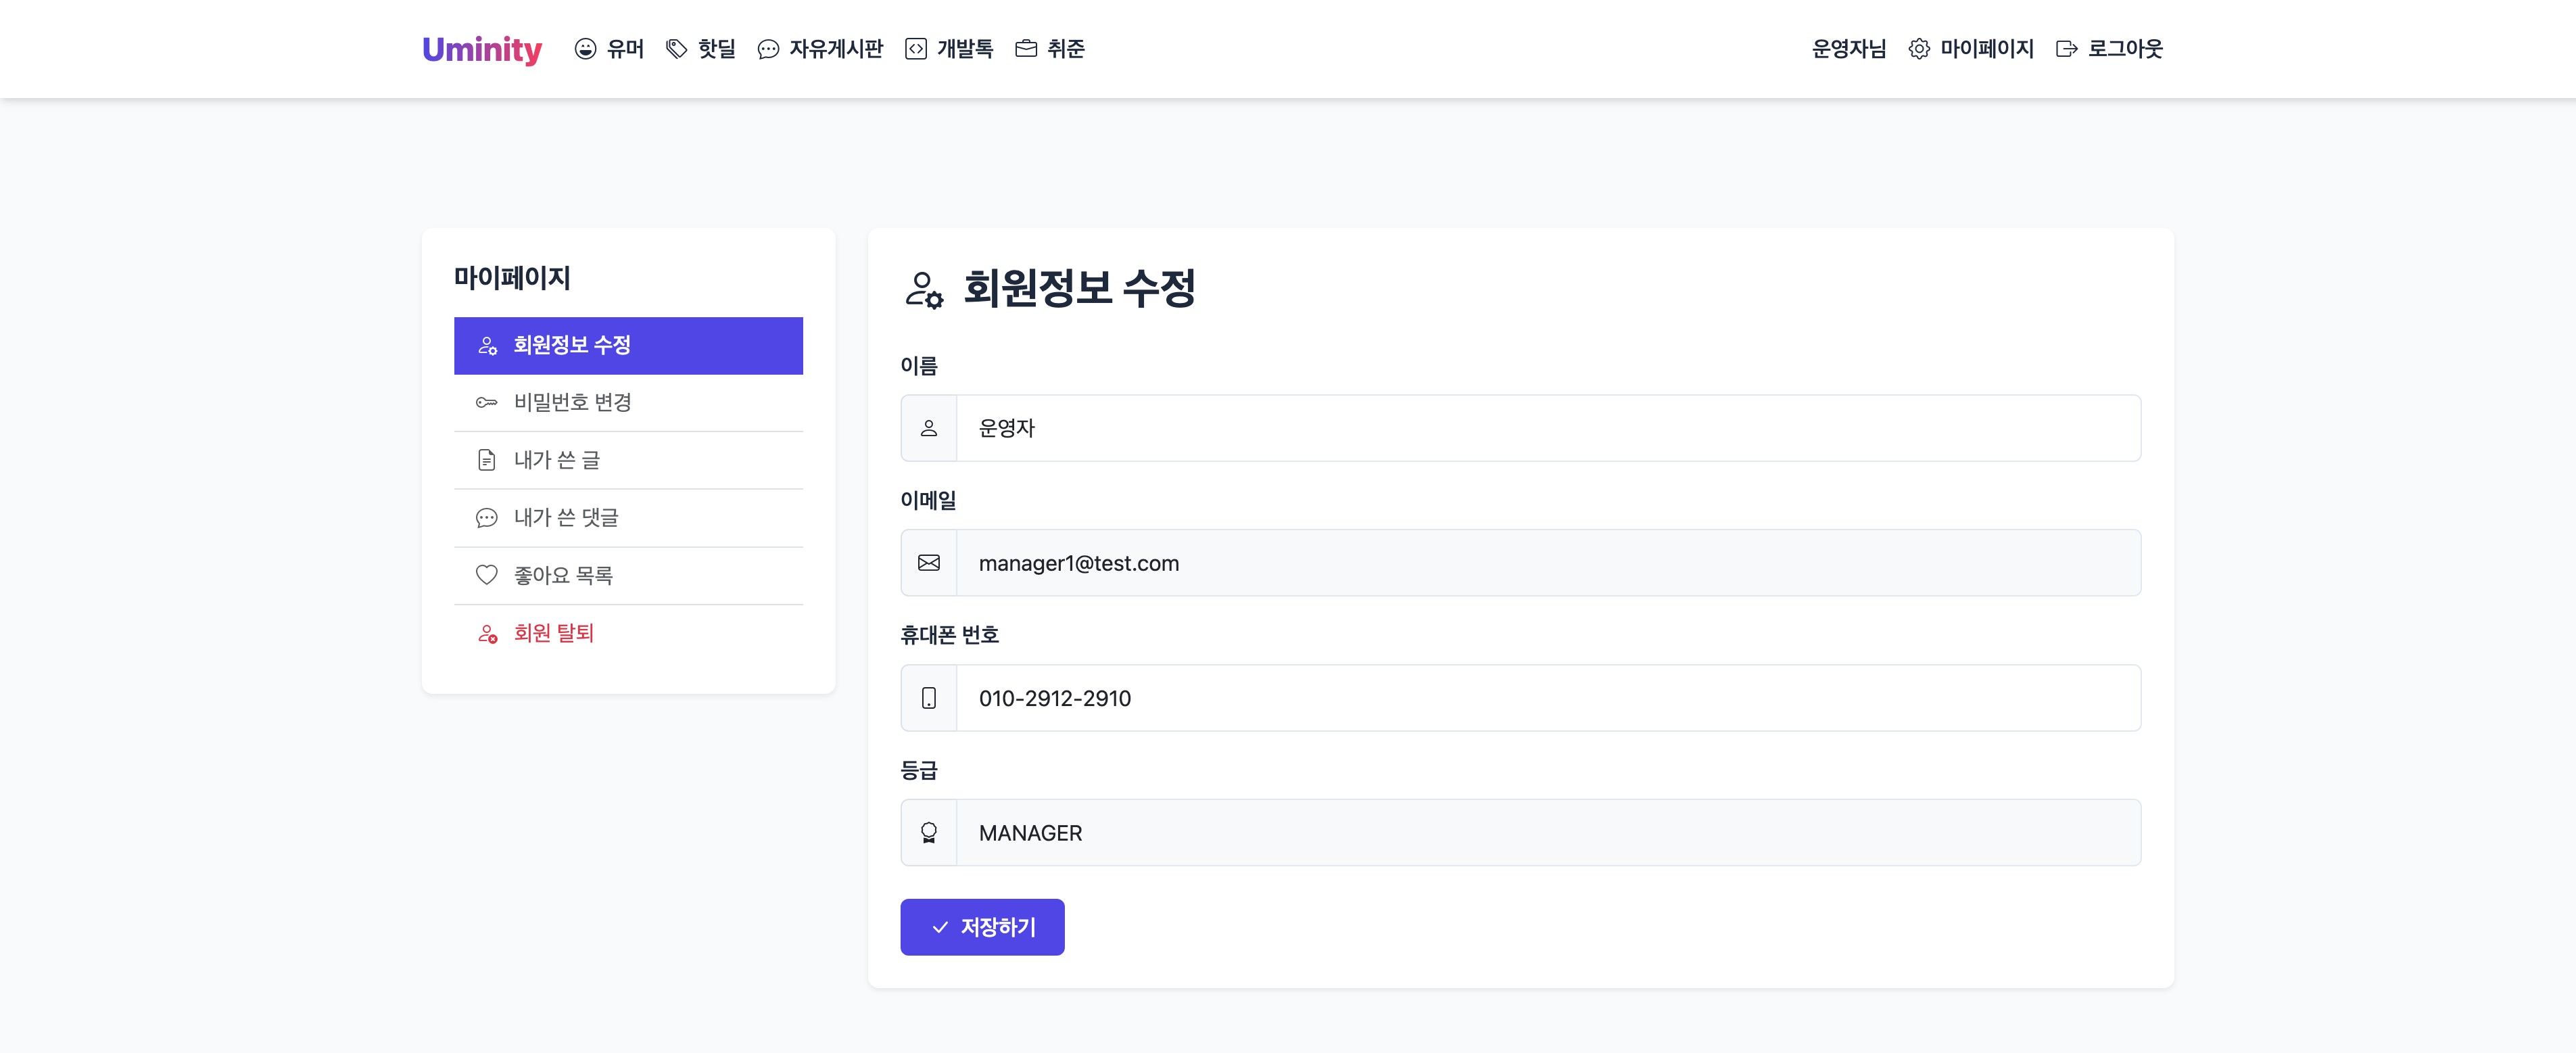 Uminity 유머 핫딜 자유게시판 개발톡 취준 운영자님 마이페이지 로그아웃
마이페이지
회원정보 수정
비밀번호 변경
내가 쓴 글
내가 쓴 댓글
좋아요 목록
회원 탈퇴
회원정보 수정
이름
운영자
이메일
manager1@test.com
휴대폰 번호
010-2912-2910
등급
MANAGER
저장하기